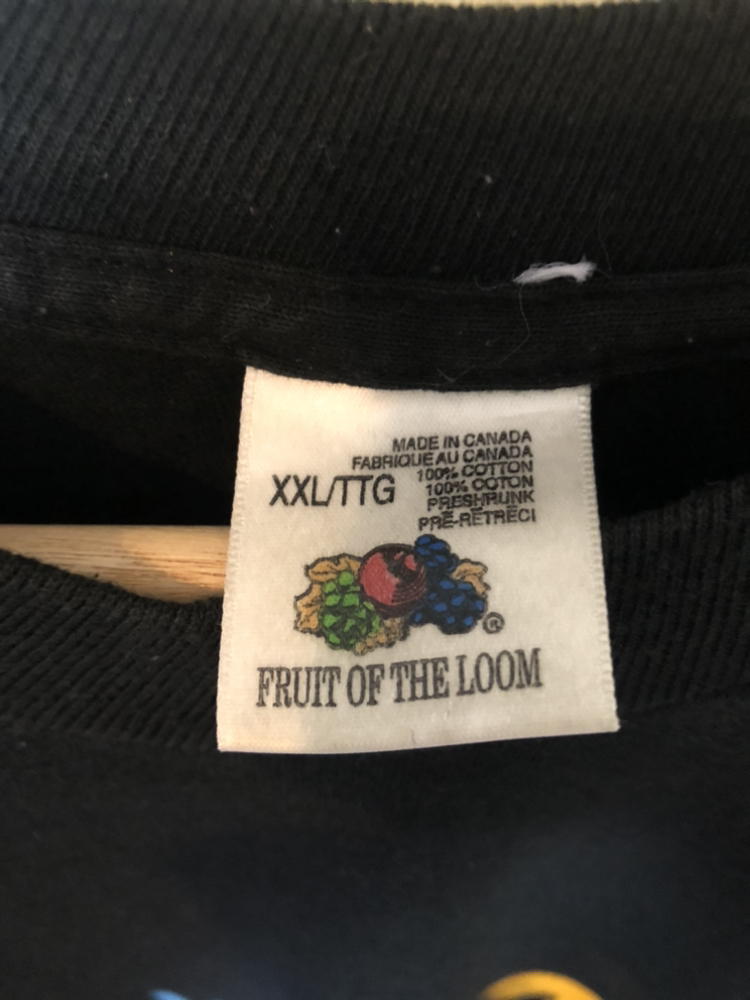 MADE IN CANADA
FABRIQUE AU CANADA
100% COTTON
XXL/TTG
100% COTON
PRESHRUNK
PRÉ-RÉTRÉCI
®
FRUIT OF THE LOOM